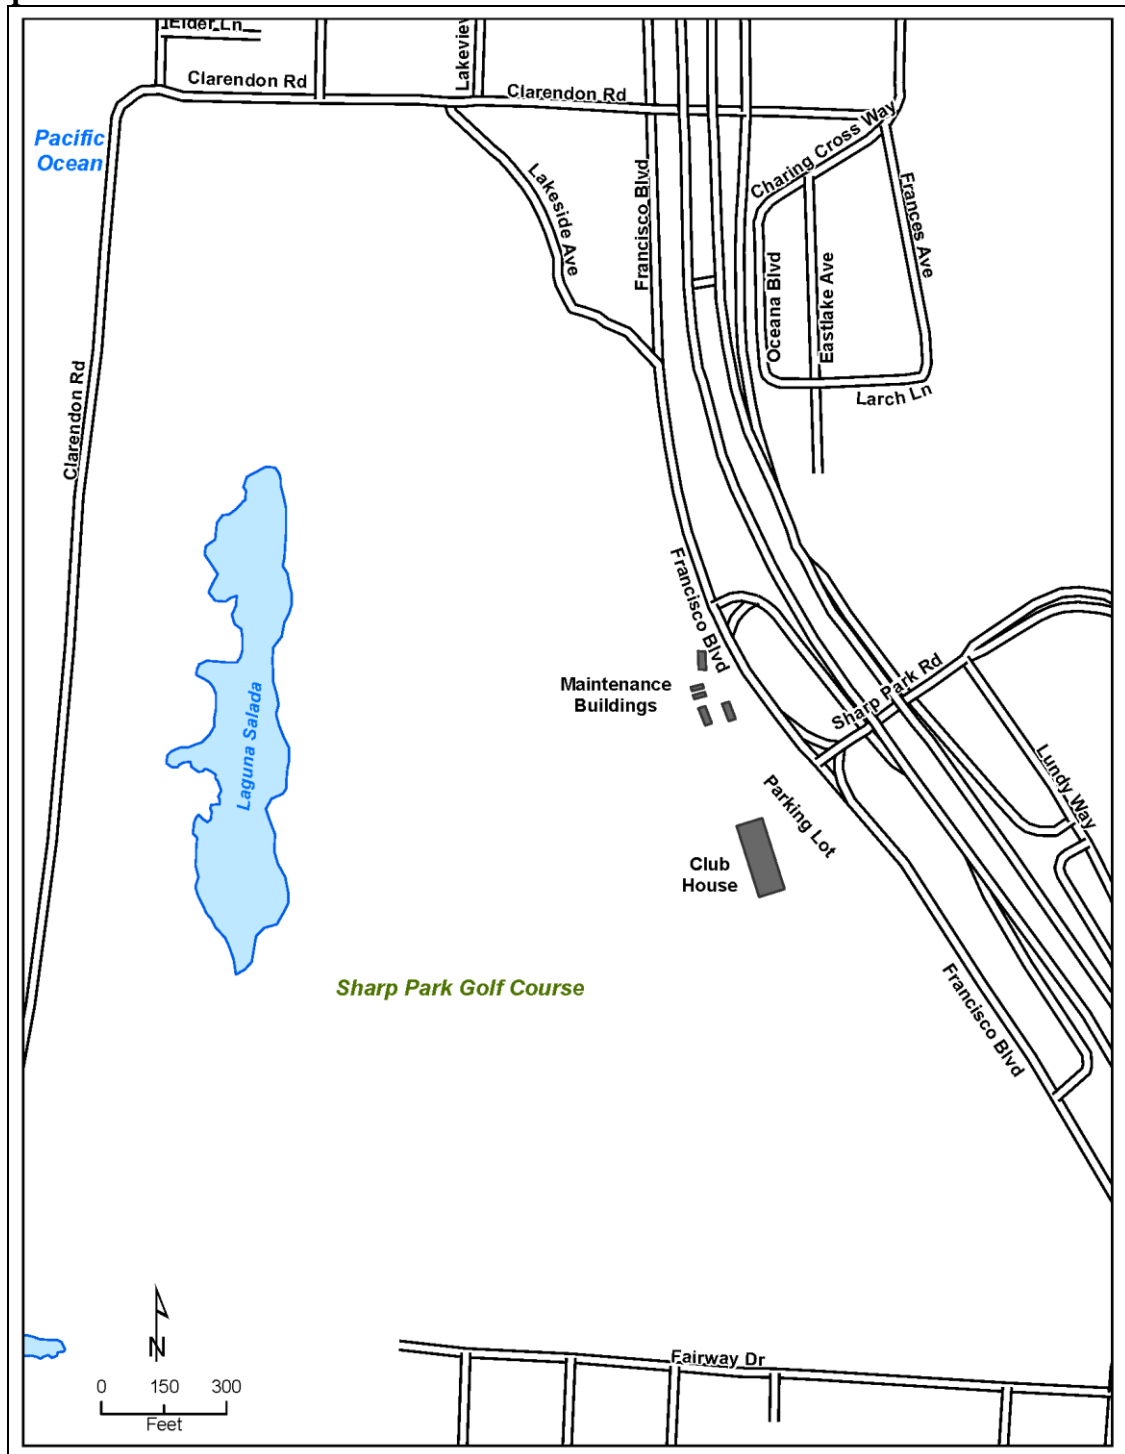 Elder Ln
Clarendon Rd
Lakeview
Clarendon Rd
Pacific
Ocean
Charing Cross Way
Lakeside Ave
Francisco Blvd
Frances Ave
Oceana Blvd
Eastlake Ave
Clarendon Rd
Larch Ln
Francisco Blvd
Maintenance
Buildings
Sharp Park Rd
Laguna Salada
Lundy Way
Parking Lot
Club
House
Sharp Park Golf Course
Francisco Blvd
N
Fairway Dr
0 150 300
Feet